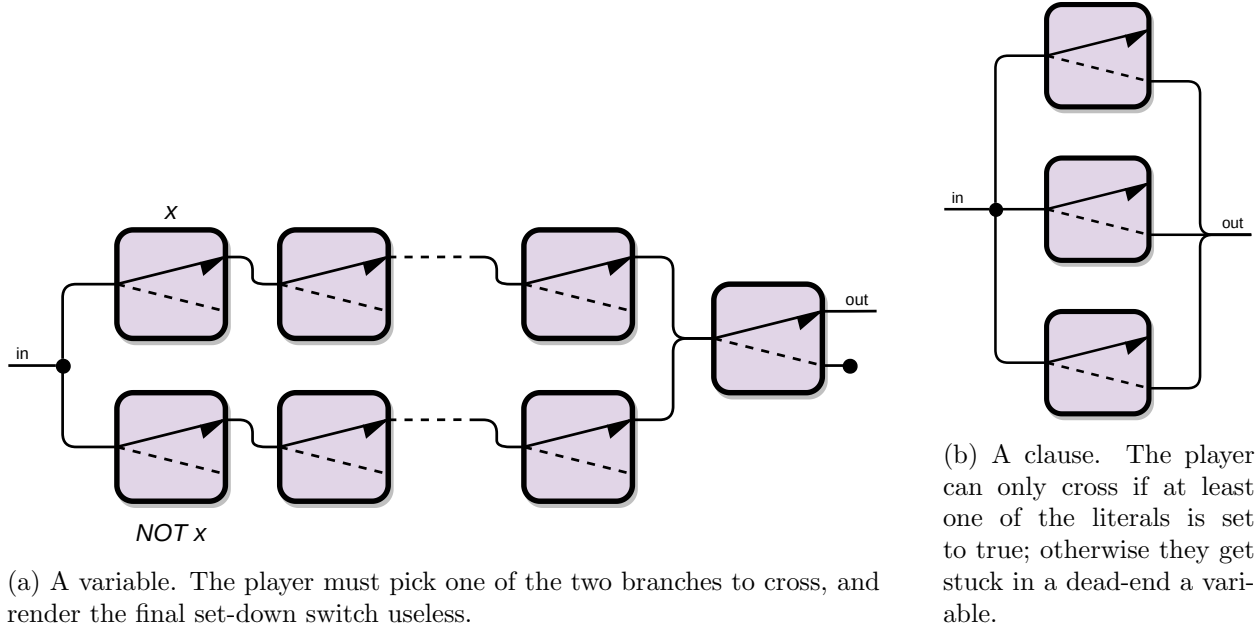 in
x
NOT x
out
(a) A variable. The player must pick one of the two branches to cross, and
render the final set-down switch useless.
in
out
(b) A clause. The player
can only cross if at least
one of the literals is set
to true; otherwise they get
stuck in a dead-end a vari-
able.